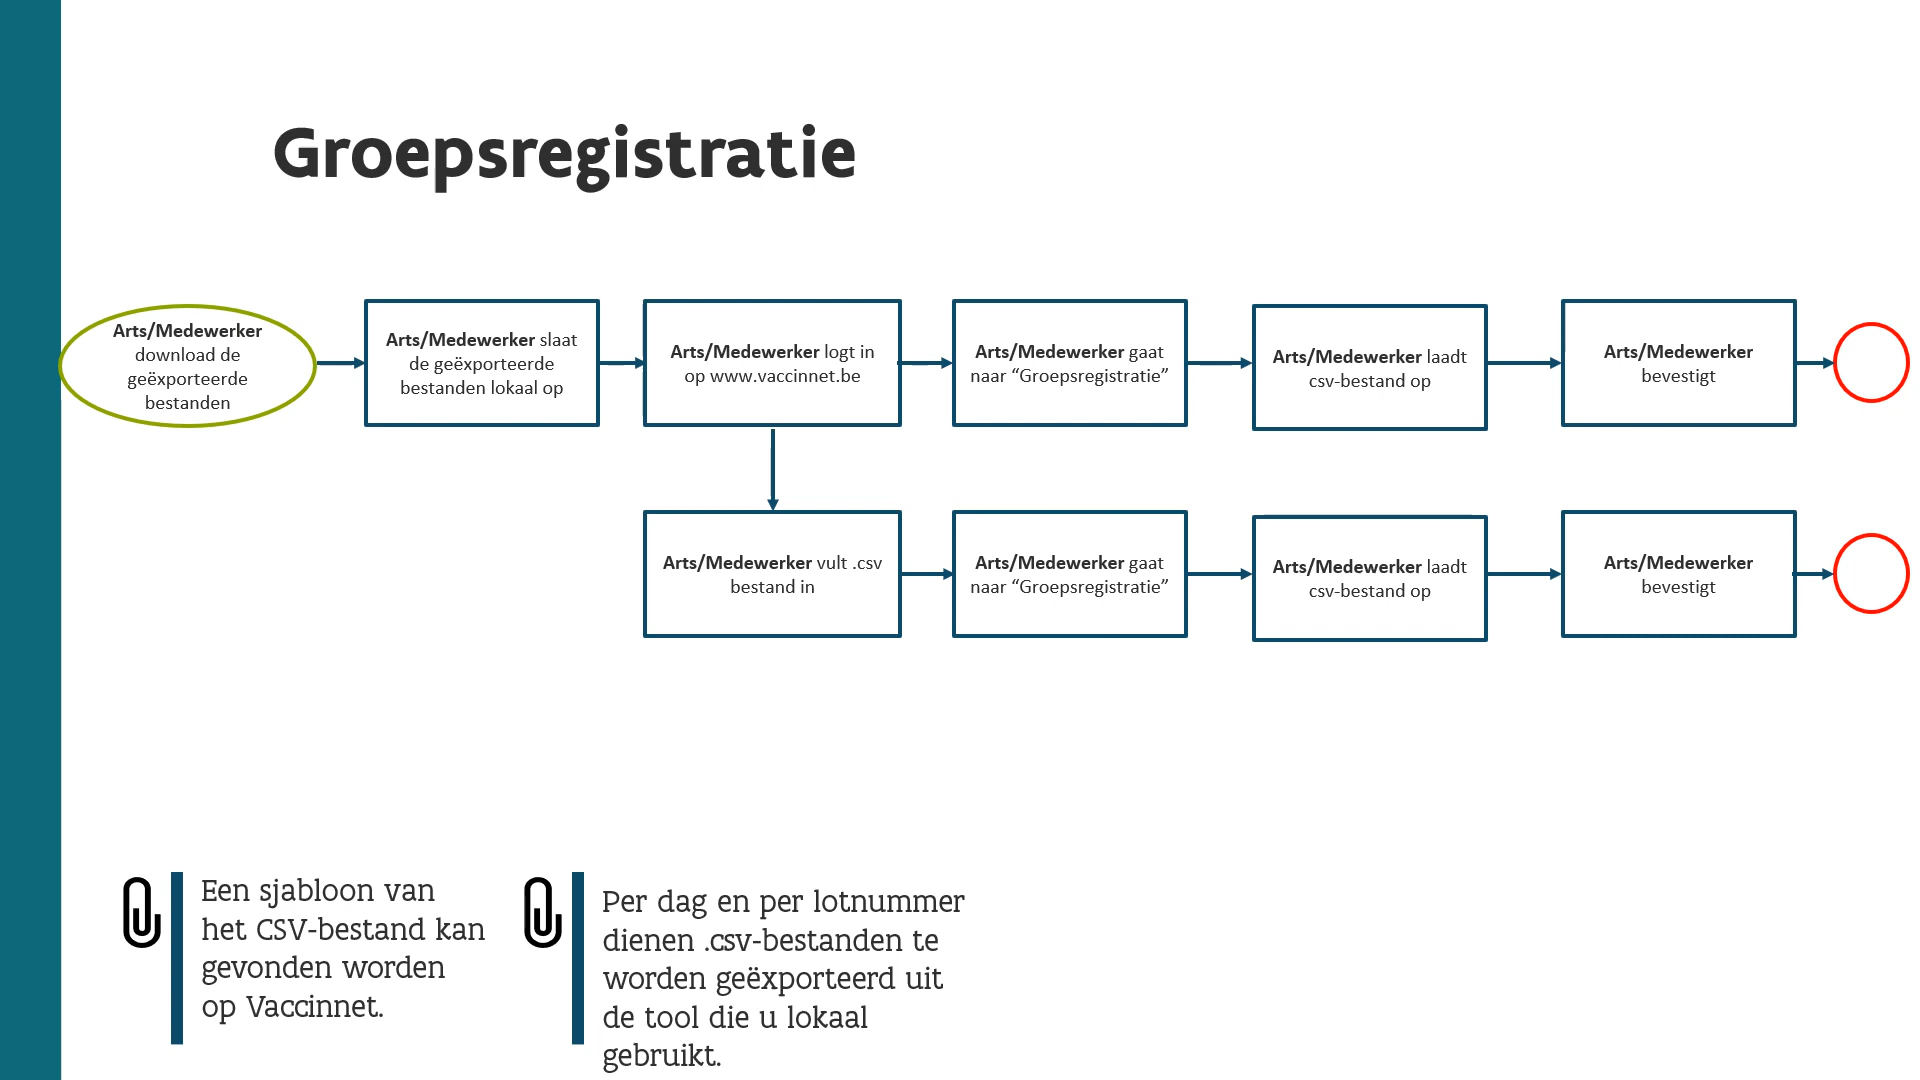 Groepsregistratie
Arts/Medewerker
download de
geëxporteerde
bestanden
Arts/Medewerker slaat
de geëxporteerde
bestanden lokaal op
Arts/Medewerker logt in
op www.vaccinnet.be
Arts/Medewerker gaat
naar “Groepsregistratie”
Arts/Medewerker laadt
csv-bestand op
Arts/Medewerker
bevestigt
Arts/Medewerker vult .csv
bestand in
Arts/Medewerker gaat
naar “Groepsregistratie”
Arts/Medewerker laadt
csv-bestand op
Arts/Medewerker
bevestigt
Een sjabloon van
het CSV-bestand kan
gevonden worden
op Vaccinnet.
Per dag en per lotnummer
dienen .csv-bestanden te
worden geëxporteerd uit
de tool die u lokaal
gebruikt.